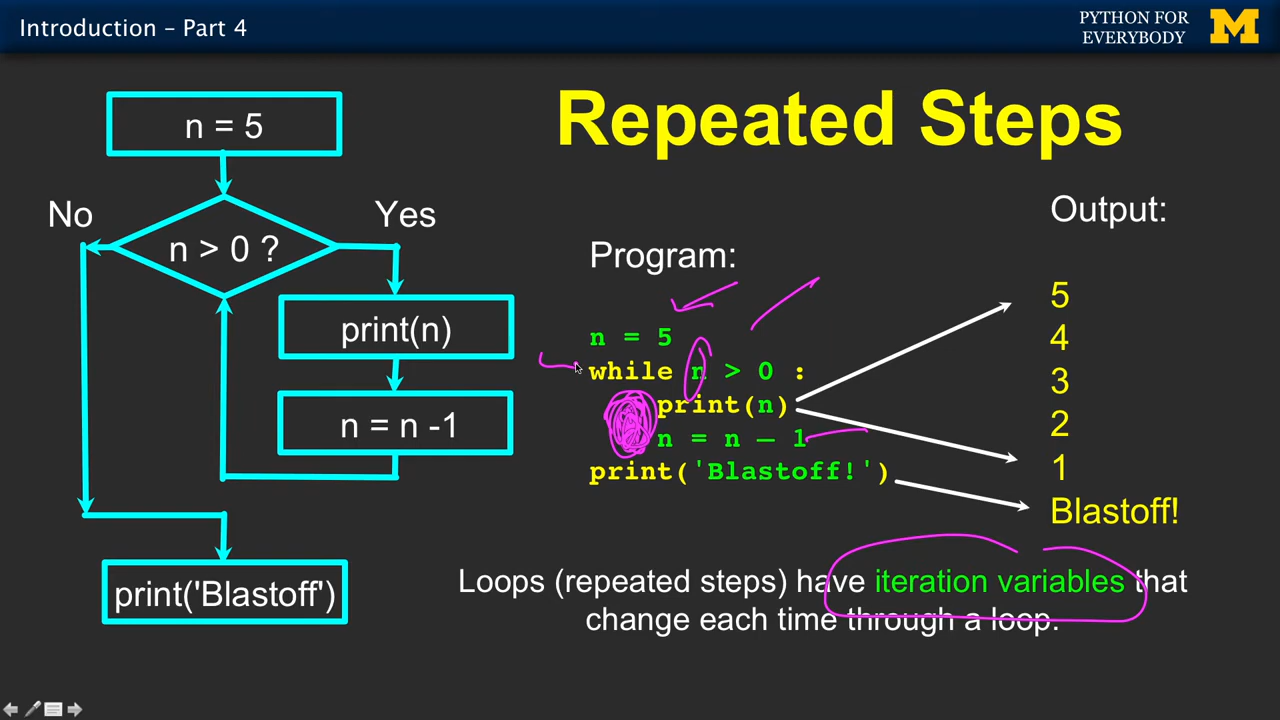 Introduction – Part 4
PYTHON FOR
EVERYBODY
M
Repeated Steps
n = 5
No
Yes
n > 0 ?
print(n)
n = n -1
print('Blastoff')
Program:
n = 5
while n > 0 :
print(n)
n = n – 1
print('Blastoff!')
Output:
5
4
3
2
1
Blastoff!
Loops (repeated steps) have iteration variables that
change each time through a loop.